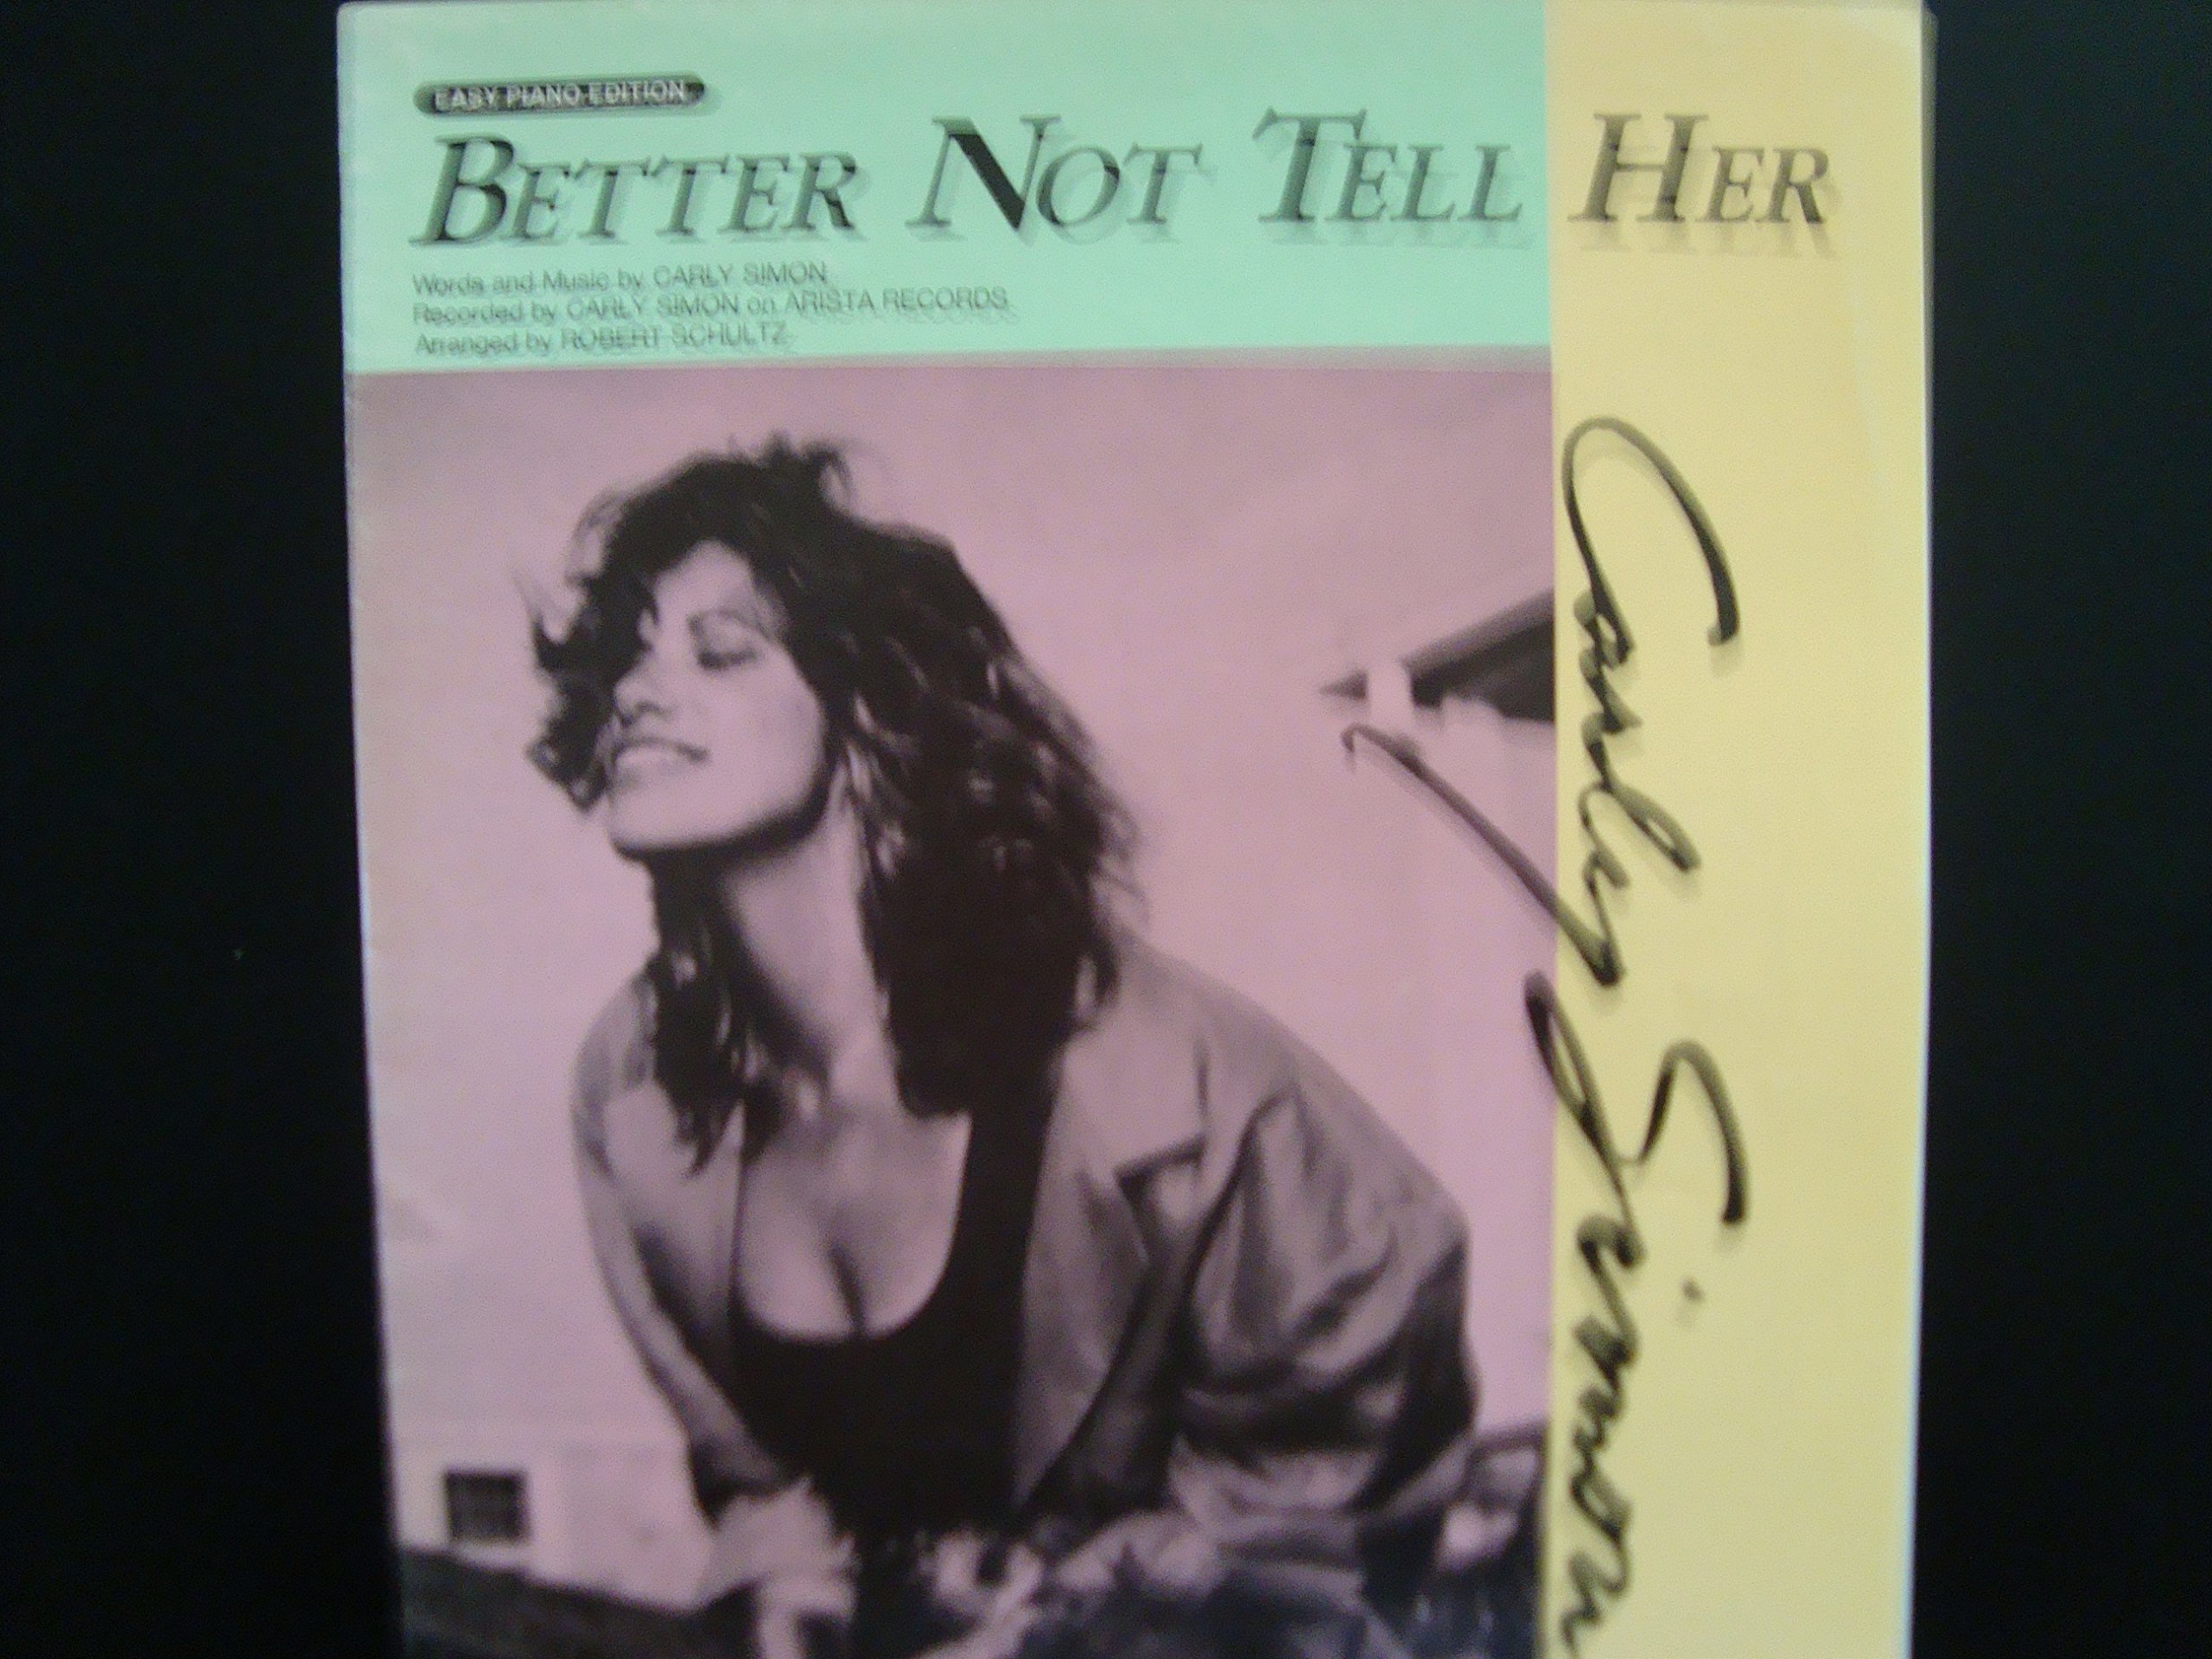 EASY PIANO EDITION
BETTER NOT TELL HER
Words and Music by CARLY SIMON
Recorded by CARLY SIMON on ARISTA RECORDS
Arranged by ROBERT SCHULTZ
Carly Simon